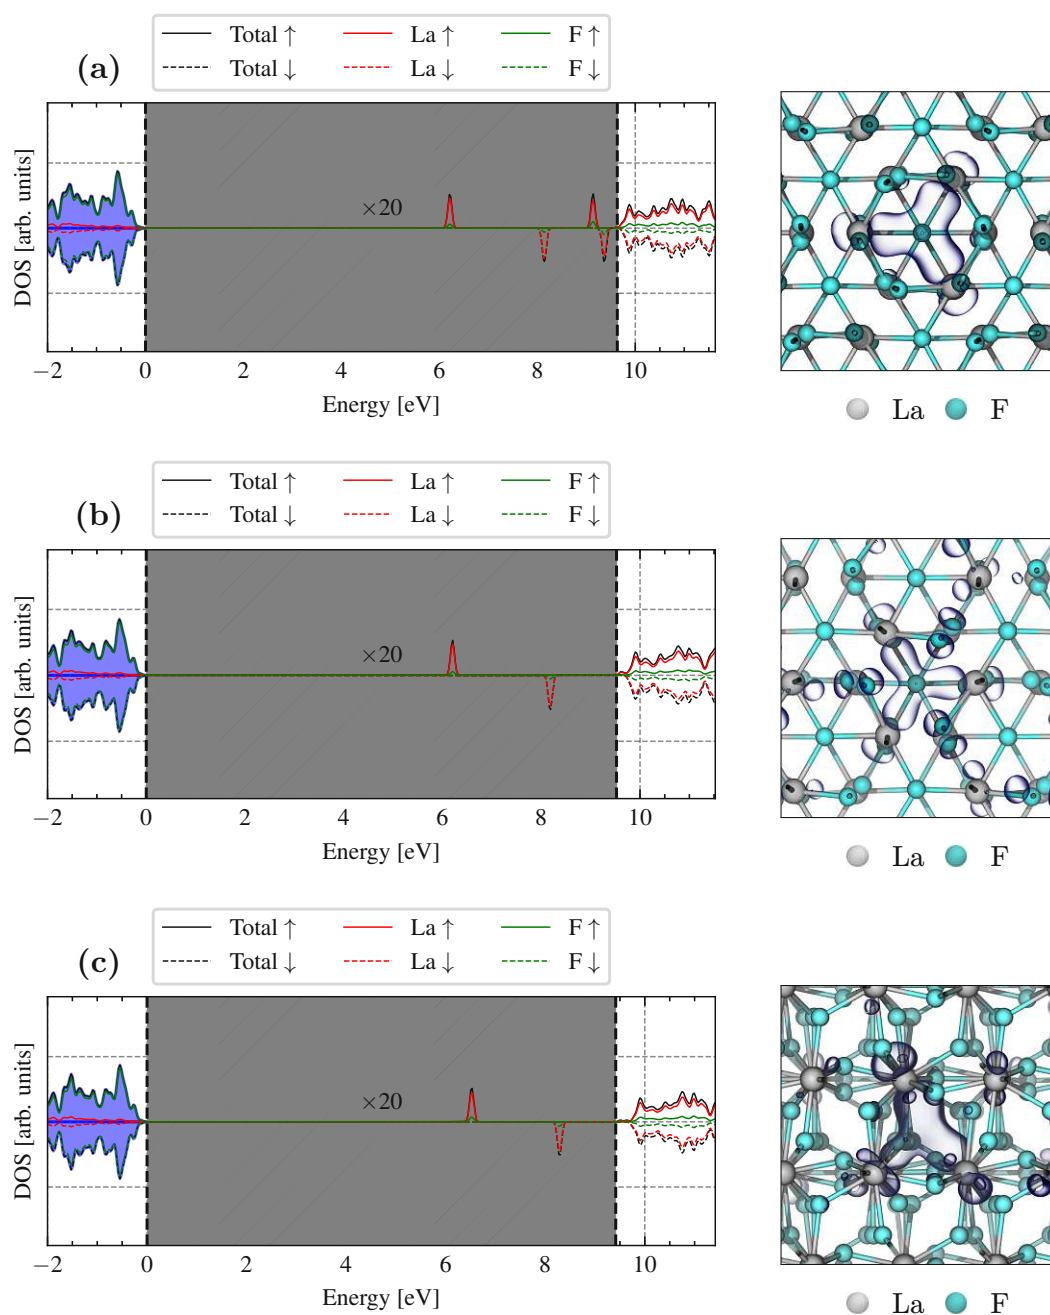 (a)
Total ↑ La ↑ F ↑
Total ↓ La ↓ F ↓
DOS [arb. units]
×20
−2 0 2 4 6 8 10
Energy [eV]
La F
(b)
Total ↑ La ↑ F ↑
Total ↓ La ↓ F ↓
DOS [arb. units]
×20
−2 0 2 4 6 8 10
Energy [eV]
La F
(c)
Total ↑ La ↑ F ↑
Total ↓ La ↓ F ↓
DOS [arb. units]
×20
−2 0 2 4 6 8 10
Energy [eV]
La F